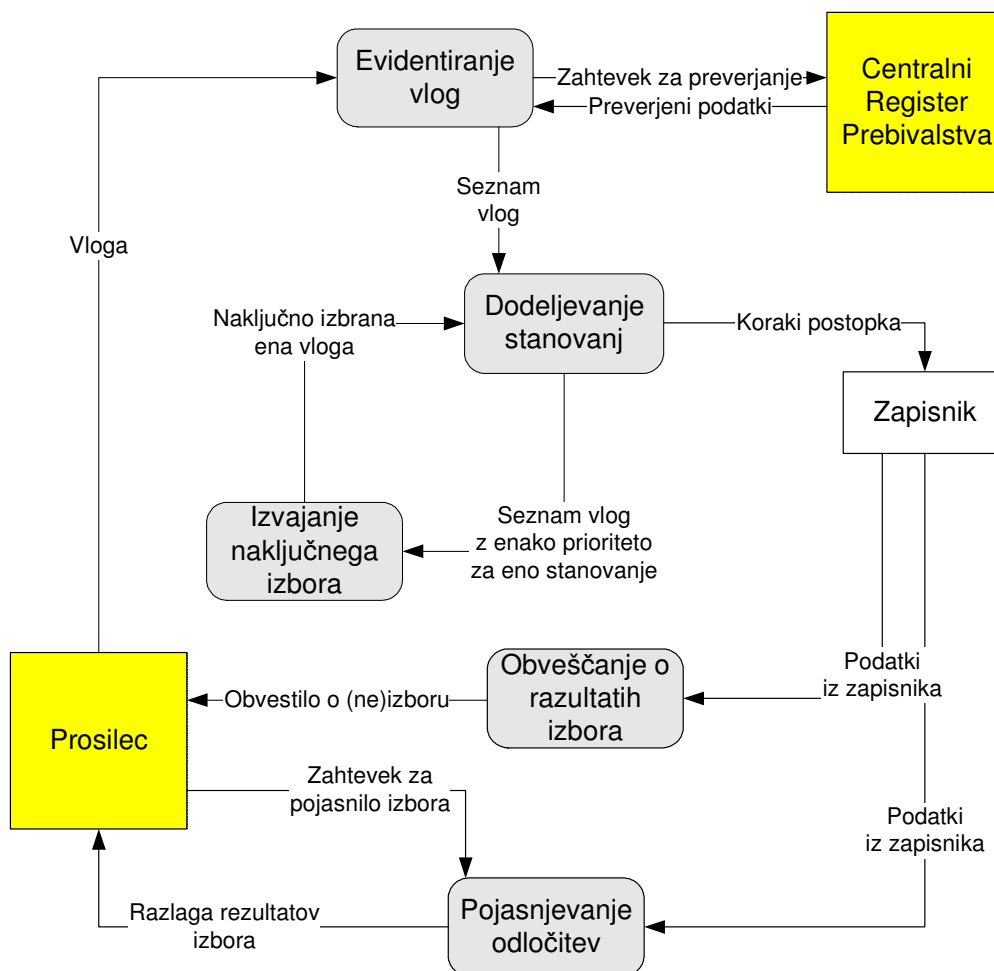 Evidentiranje
vlog
Zahtevek za preverjanje
Preverjeni podatki
Centralni
Register
Prebivalstva
Seznam
vlog
Vloga
Naključno izbrana
ena vloga
Dodeljevanje
stanovanj
Koraki postopka
Zapisnik
Izvajanje
naključnega
izbora
Seznam vlog
z enako prioriteto
za eno stanovanje
Prosilec
Obvestilo o (ne)izboru
Obveščanje o
razultatih
izbora
Podatki
iz zapisnika
Zahtevek za
pojasnilo izbora
Podatki
iz zapisnika
Razlaga rezultatov
izbora
Pojasnjevanje
odločitev